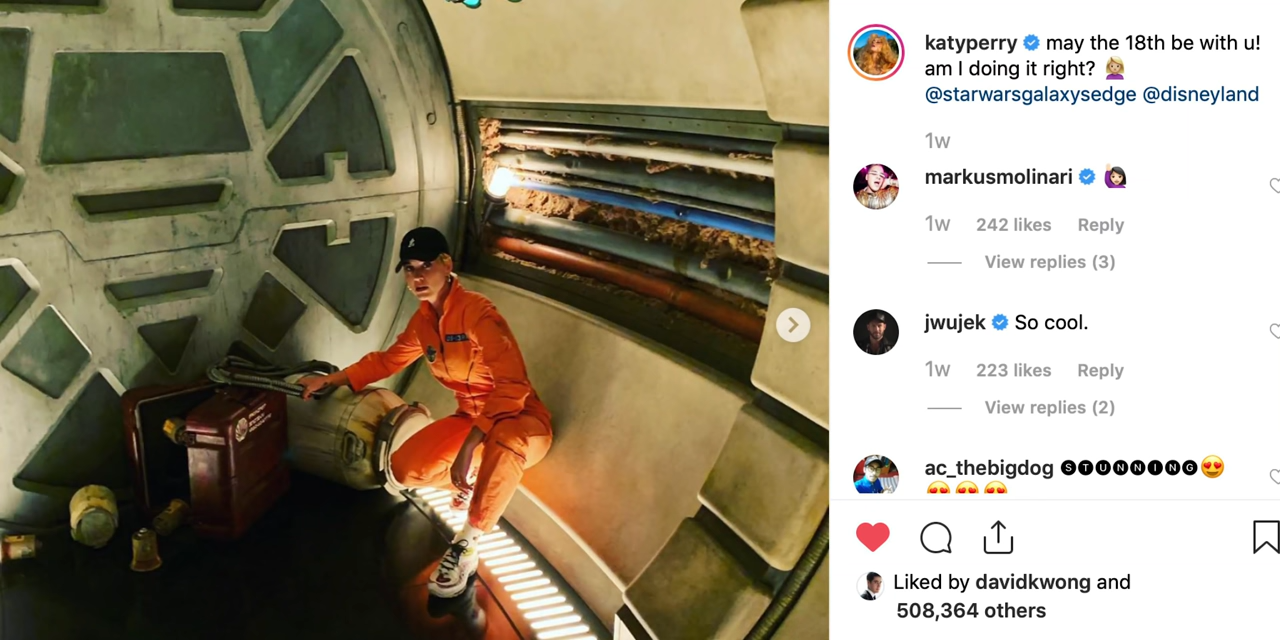 katyperry may the 18th be with u!
am I doing it right? 🙋🏼‍♀️
@starwarsgalaxysedge @disneyland
1w
markusmolinari 🙋🏻‍♀️
1w 242 likes Reply
View replies (3)
jwujek So cool.
1w 223 likes Reply
View replies (2)
ac_thebigdog 🅢🅣🅤🅝🅝🅘🅝🅖😍
😍😍😍
Liked by davidkwong and
508,364 others